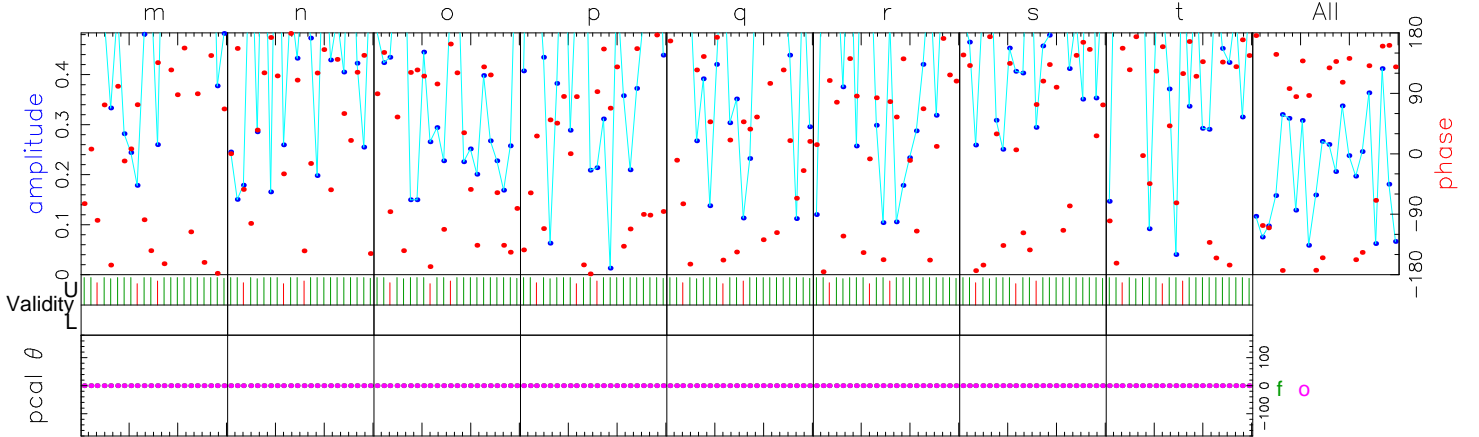 m n o p q r s t All
amplitude
0 0.1 0.2 0.3 0.4
phase
180 90 0 −90 −180
U
Validity
L
pcal θ
100 0 −100
f o